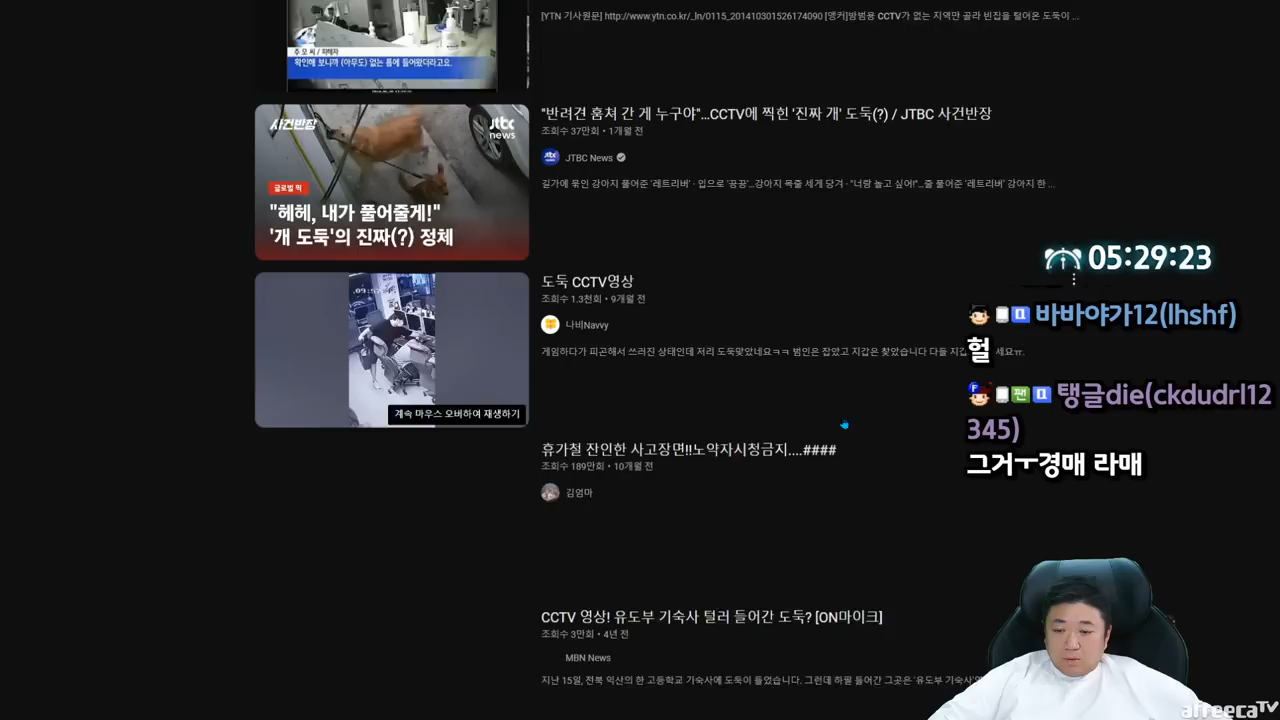 [YTN 기사원문] http://www.ytn.co.kr/_ln/0115_201410301526174090 [앵커]방범용 CCTV가 없는 지역만 골라 빈집을 털어온 도둑이 ...
추 모 씨 / 피해자
확인해 보니까 (아무도) 없는 틈에 들어왔더라고요.
"반려견 훔쳐 간 게 누구야"...CCTV에 찍힌 '진짜 개' 도둑(?) / JTBC 사건반장
조회수 37만회 • 1개월 전
JTBC News
길가에 묶인 강아지 풀어준 '레트리버' · 입으로 '끙끙'...강아지 목줄 세게 당겨 · "너랑 놀고 싶어!"...줄 풀어준 '레트리버' 강아지 한 ...
사건반장
jtbc news
글로벌 픽
"헤헤, 내가 풀어줄게!"
'개 도둑'의 진짜(?) 정체
05:29:23
도둑 CCTV영상
조회수 1.3천회 • 9개월 전
나비Navvy
게임하다가 피곤해서 쓰러진 상태인데 저리 도둑맞았네요ㅋㅋ 범인은 잡았고 지갑은 찾았습니다 다들 지갑 세요ㅠ.
계속 마우스 오버하여 재생하기
바바야가12(lhshf)
헐
팬 탱글die(ckdudrl12
345)
그거ㅜ경매 라매
휴가철 잔인한 사고장면!!노약자시청금지....####
조회수 189만회 • 10개월 전
김엄마
CCTV 영상! 유도부 기숙사 털러 들어간 도둑? [ON마이크]
조회수 3만회 • 4년 전
MBN News
지난 15일, 전북 익산의 한 고등학교 기숙사에 도둑이 들었습니다. 그런데 하필 들어간 그곳은 '유도부 기숙사'
afreecaTV